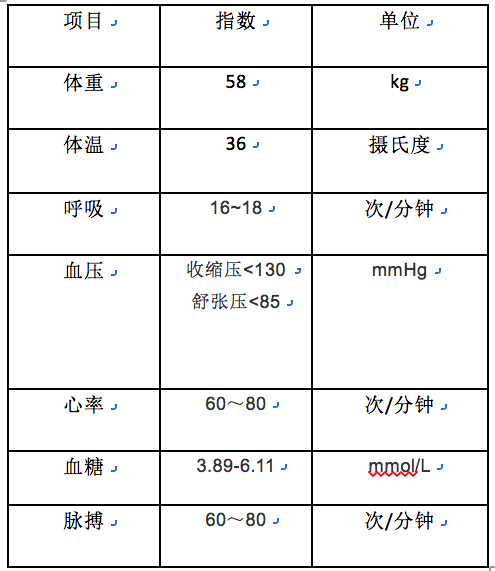 项目 指数 单位
体重 58 kg
体温 36 摄氏度
呼吸 16~18 次/分钟
血压 收缩压<130 mmHg
舒张压<85
心率 60～80 次/分钟
血糖 3.89-6.11 mmol/L
脉搏 60～80 次/分钟